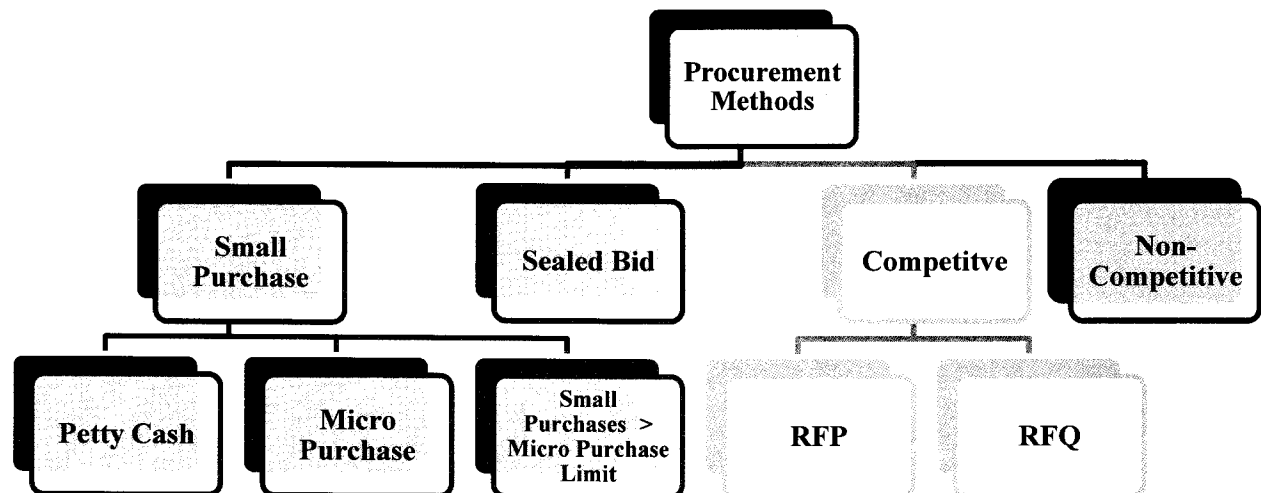 Procurement
Methods
Small
Purchase
Sealed Bid
Competitve
Non-
Competitive
Petty Cash
Micro
Purchase
Small
Purchases >
Micro Purchase
Limit
RFP
RFQ